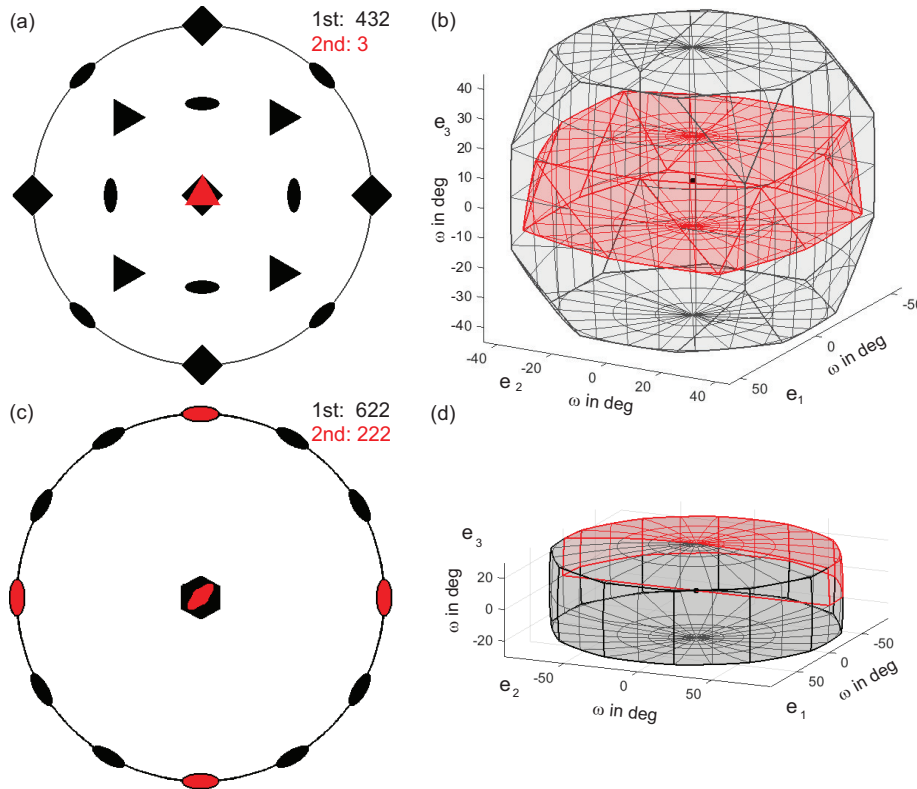 (a)
1st: 432
2nd: 3
(b)
e3
ω in deg
40
30
20
10
0
-10
-20
-30
-40
-40
-20
0
20
40
e2
ω in deg
50
0
-50
e1
ω in deg
(c)
1st: 622
2nd: 222
(d)
e3
ω in deg
20
0
-20
-50
0
50
e2
ω in deg
50
0
-50
e1
ω in deg